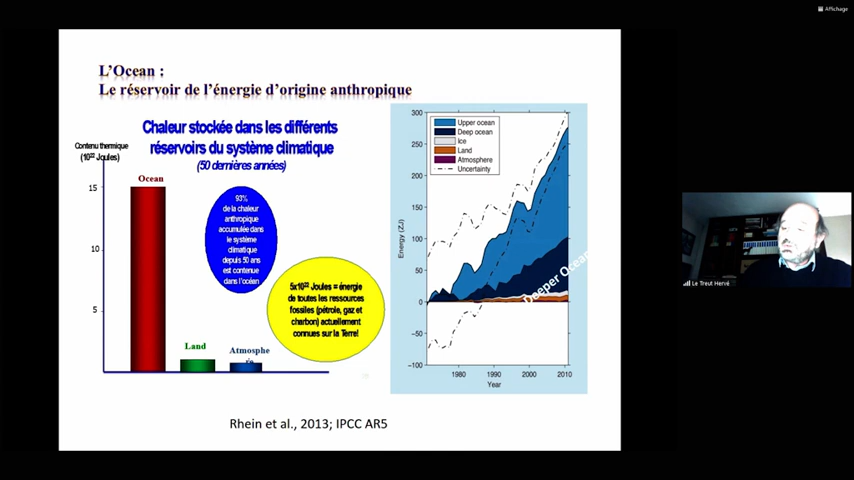 Affichage
L'Ocean :
Le réservoir de l'énergie d'origine anthropique
Chaleur stockée dans les différents
réservoirs du système climatique
(50 dernières années)
Contenu thermique
(10²² Joules)
15
10
5
Ocean
Land
Atmosphe
re
93%
de la chaleur
anthropique
accumulée dans
le système
climatique
depuis 50 ans
est contenue
dans l'océan
5x10²² Joules = énergie
de toutes les ressources
fossiles (pétrole, gaz et
charbon) actuellement
connues sur la Terre!
300
250
200
150
100
50
0
−50
−100
Energy (ZJ)
Upper ocean
Deep ocean
Ice
Land
Atmosphere
Uncertainty
Deeper Ocean
1980
1990
2000
2010
Year
Rhein et al., 2013; IPCC AR5
Le Treut Hervé